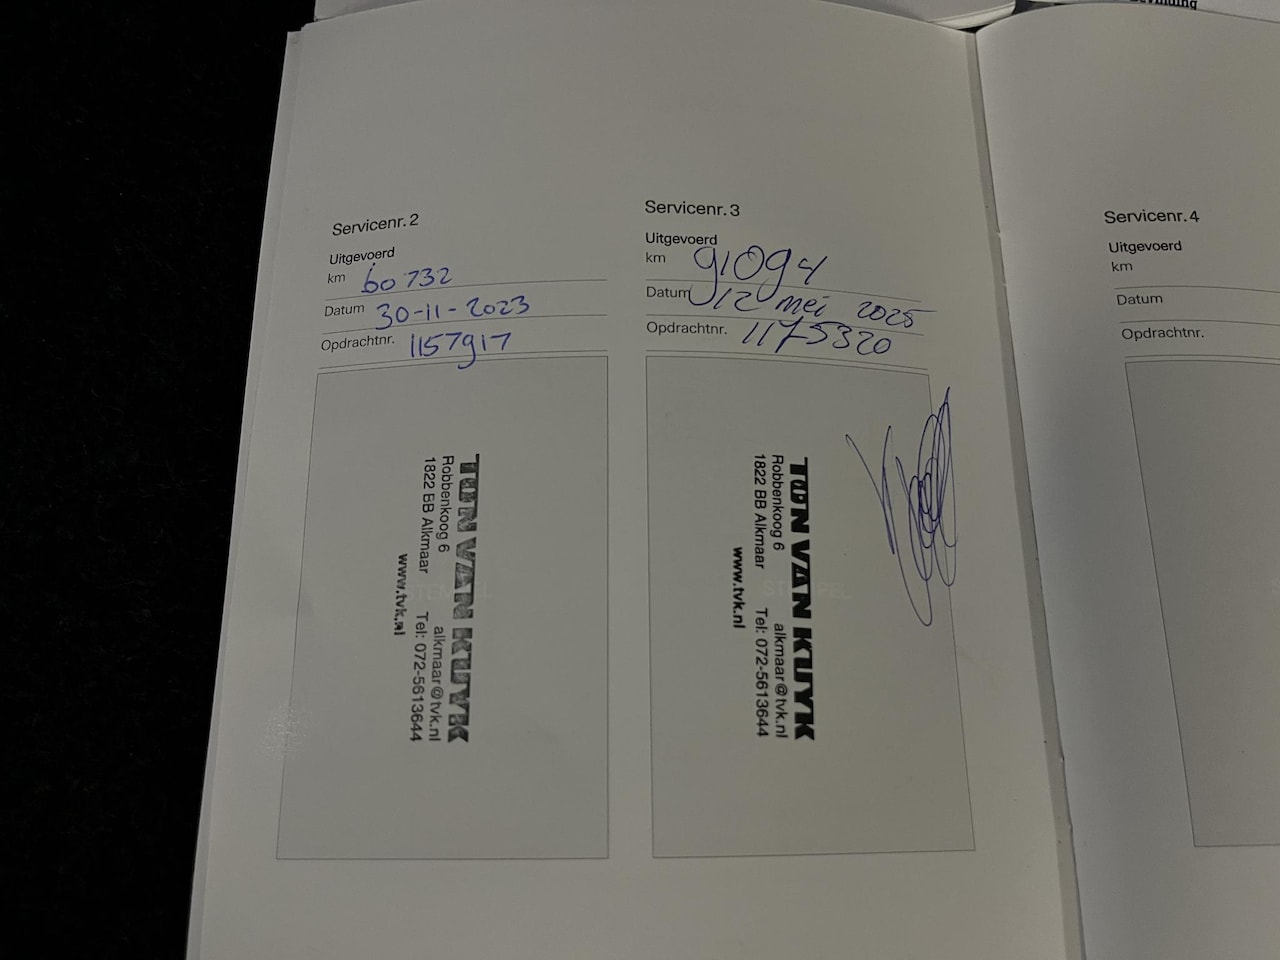 Servicenr. 2
Uitgevoerd
km 60 732
Datum 30-11-2023
Opdrachtnr. 1157917
STEMPEL
TON VAN KUYK
Robbenkoog 6 alkmaar@tvk.nl
1822 BB Alkmaar Tel: 072-5613644
www.tvk.nl
Servicenr. 3
Uitgevoerd
km 91094
Datum 12 mei 2025
Opdrachtnr. 1175320
STEMPEL
TON VAN KUYK
Robbenkoog 6 alkmaar@tvk.nl
1822 BB Alkmaar Tel: 072-5613644
www.tvk.nl
Servicenr. 4
Uitgevoerd
km
Datum
Opdrachtnr.